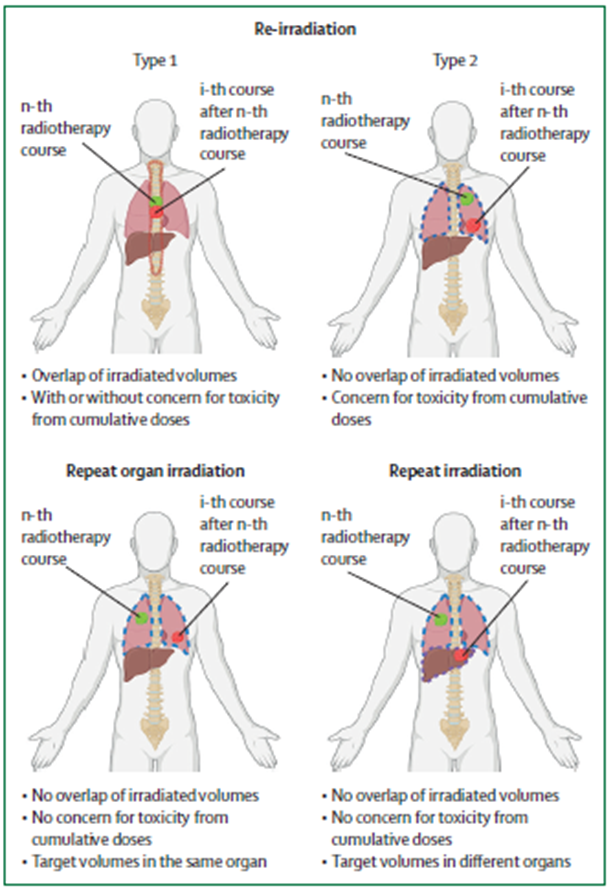 Re-irradiation
Type 1
n-th
radiotherapy
course
i-th course
after n-th
radiotherapy
course
• Overlap of irradiated volumes
• With or without concern for toxicity
from cumulative doses
Type 2
n-th
radiotherapy
course
i-th course
after n-th
radiotherapy
course
• No overlap of irradiated volumes
• Concern for toxicity from cumulative
doses
Repeat organ irradiation
n-th
radiotherapy
course
i-th course
after n-th
radiotherapy
course
• No overlap of irradiated volumes
• No concern for toxicity from
cumulative doses
• Target volumes in the same organ
Repeat irradiation
n-th
radiotherapy
course
i-th course
after n-th
radiotherapy
course
• No overlap of irradiated volumes
• No concern for toxicity from
cumulative doses
• Target volumes in different organs